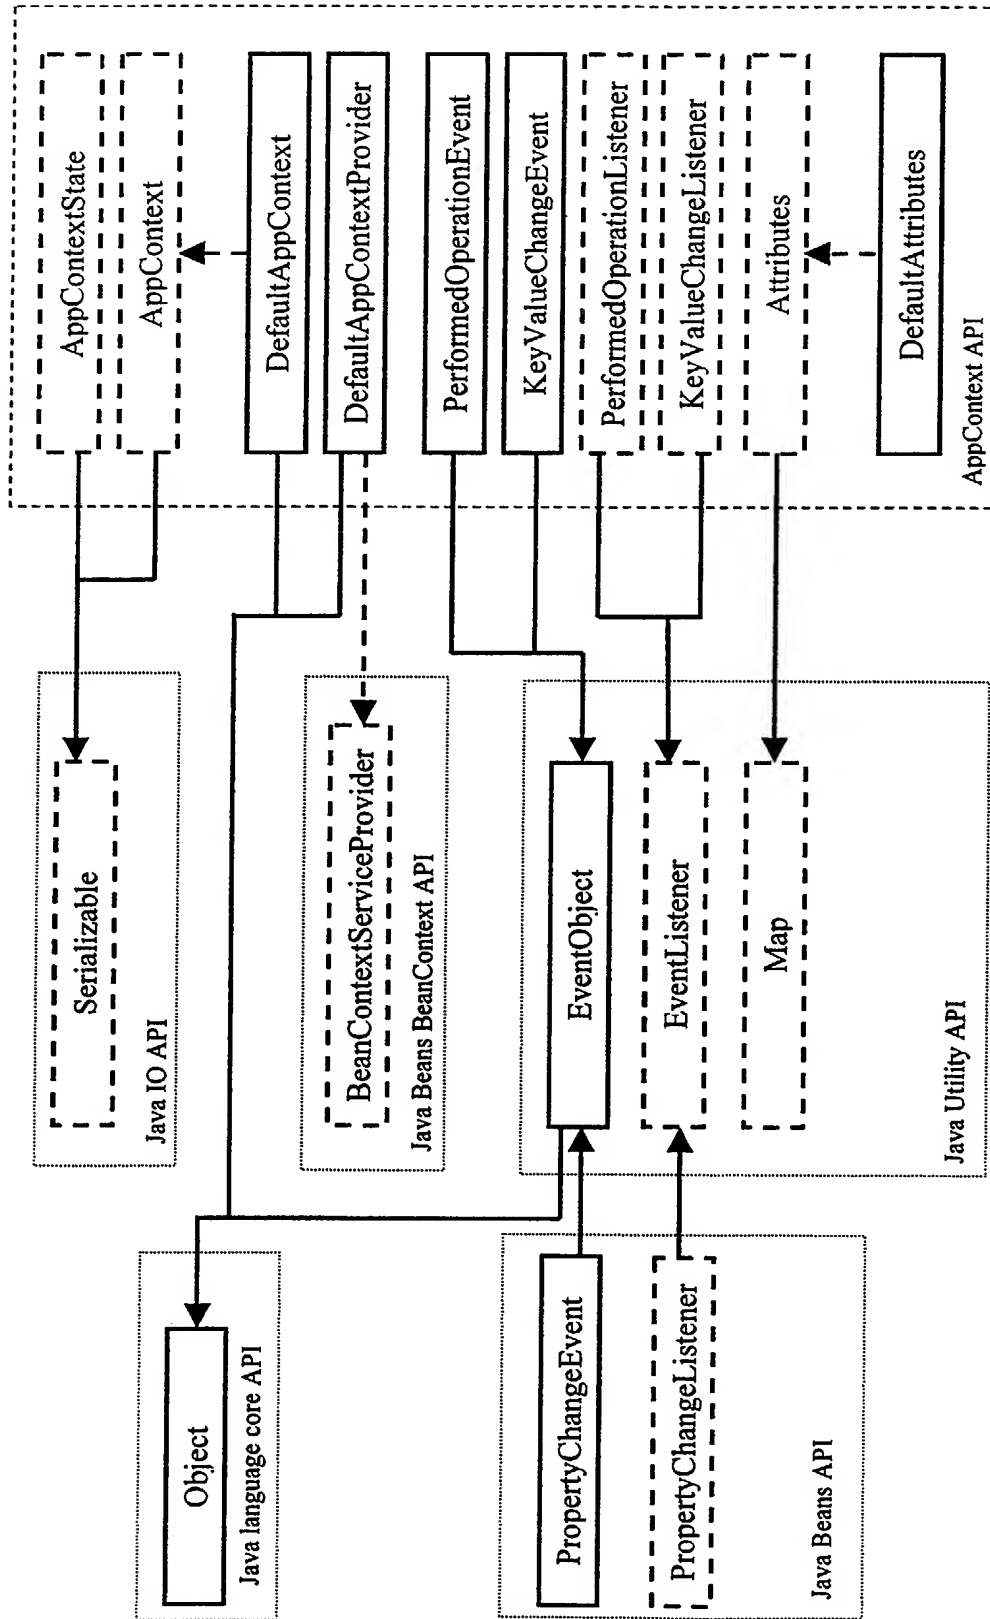 Object
Java language core API
PropertyChangeEvent
PropertyChangeListener
Java Beans API
Serializable
Java IO API
BeanContextServiceProvider
Java Beans BeanContext API
EventObject
EventListener
Map
Java Utility API
AppContextState
AppContext
DefaultAppContext
DefaultAppContextProvider
PerformedOperationEvent
KeyValueChangeEvent
PerformedOperationListener
KeyValueChangeListener
Attributes
DefaultAttributes
AppContext API